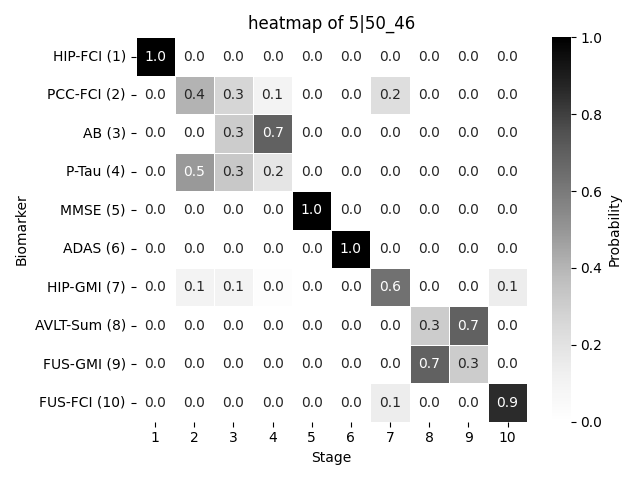 heatmap of 5|50_46
HIP-FCI (1) 1.0 0.0 0.0 0.0 0.0 0.0 0.0 0.0 0.0 0.0
PCC-FCI (2) 0.0 0.4 0.3 0.1 0.0 0.0 0.2 0.0 0.0 0.0
AB (3) 0.0 0.0 0.3 0.7 0.0 0.0 0.0 0.0 0.0 0.0
P-Tau (4) 0.0 0.5 0.3 0.2 0.0 0.0 0.0 0.0 0.0 0.0
MMSE (5) 0.0 0.0 0.0 0.0 1.0 0.0 0.0 0.0 0.0 0.0
ADAS (6) 0.0 0.0 0.0 0.0 0.0 1.0 0.0 0.0 0.0 0.0
HIP-GMI (7) 0.0 0.1 0.1 0.0 0.0 0.0 0.6 0.0 0.0 0.1
AVLT-Sum (8) 0.0 0.0 0.0 0.0 0.0 0.0 0.0 0.3 0.7 0.0
FUS-GMI (9) 0.0 0.0 0.0 0.0 0.0 0.0 0.0 0.7 0.3 0.0
FUS-FCI (10) 0.0 0.0 0.0 0.0 0.0 0.0 0.1 0.0 0.0 0.9
1 2 3 4 5 6 7 8 9 10
Stage
Biomarker
1.0
0.8
0.6
0.4
0.2
0.0
Probability